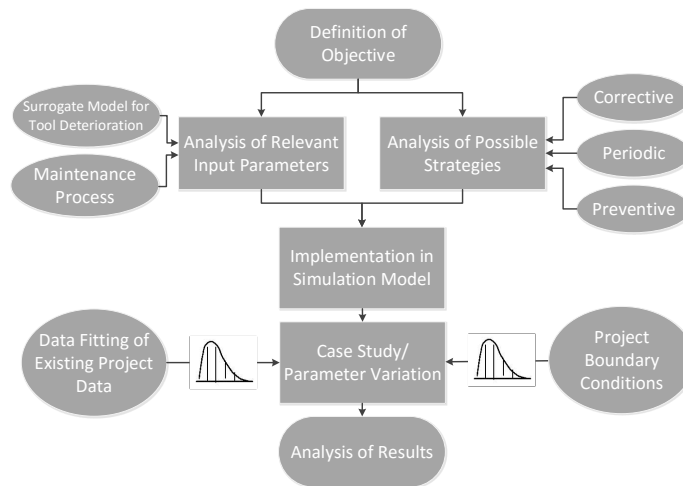 Definition of
Objective
Surrogate Model for
Tool Deterioration
Maintenance
Process
Analysis of Relevant
Input Parameters
Analysis of Possible
Strategies
Corrective
Periodic
Preventive
Implementation in
Simulation Model
Data Fitting of
Existing Project
Data
Case Study/
Parameter Variation
Project
Boundary
Conditions
Analysis of Results